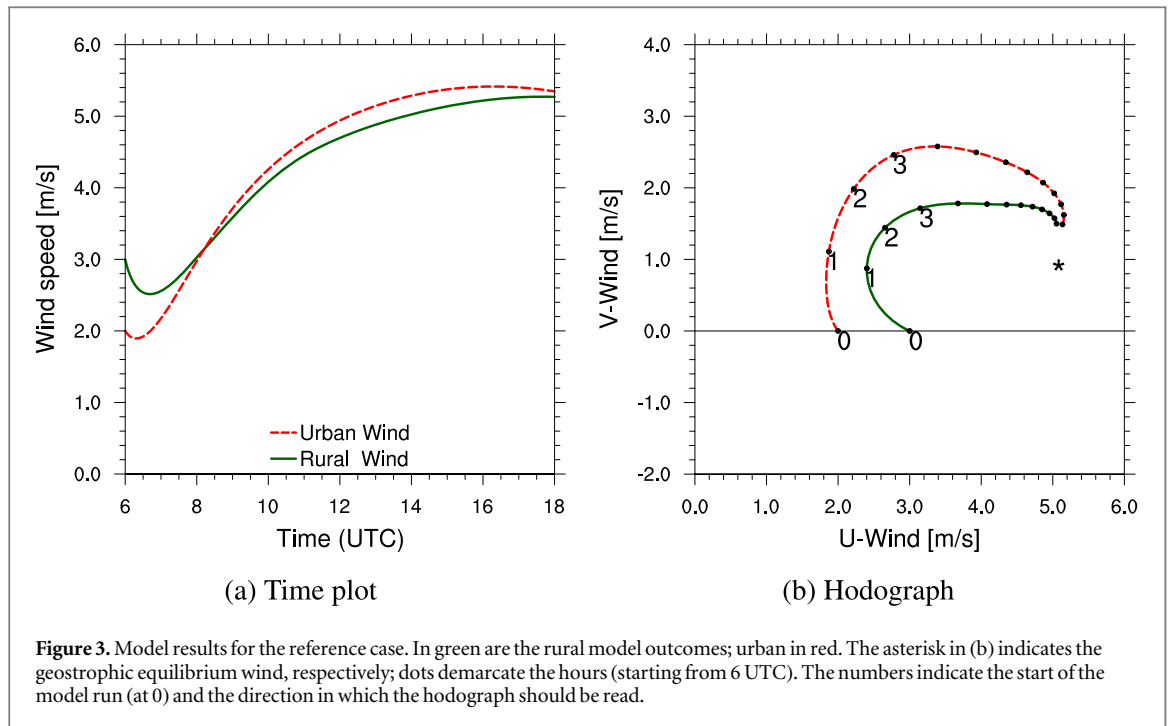 6.0
5.0
4.0
3.0
2.0
1.0
0.0
Wind speed [m/s]
Urban Wind
Rural Wind
6 8 10 12 14 16 18
Time (UTC)
(a) Time plot
4.0
3.0
2.0
1.0
0.0
-1.0
-2.0
V-Wind [m/s]
3
2
3
2
1
1
*
0 0
0.0 1.0 2.0 3.0 4.0 5.0 6.0
U-Wind [m/s]
(b) Hodograph
Figure 3. Model results for the reference case. In green are the rural model outcomes; urban in red. The asterisk in (b) indicates the
geostrophic equilibrium wind, respectively; dots demarcate the hours (starting from 6 UTC). The numbers indicate the start of the
model run (at 0) and the direction in which the hodograph should be read.